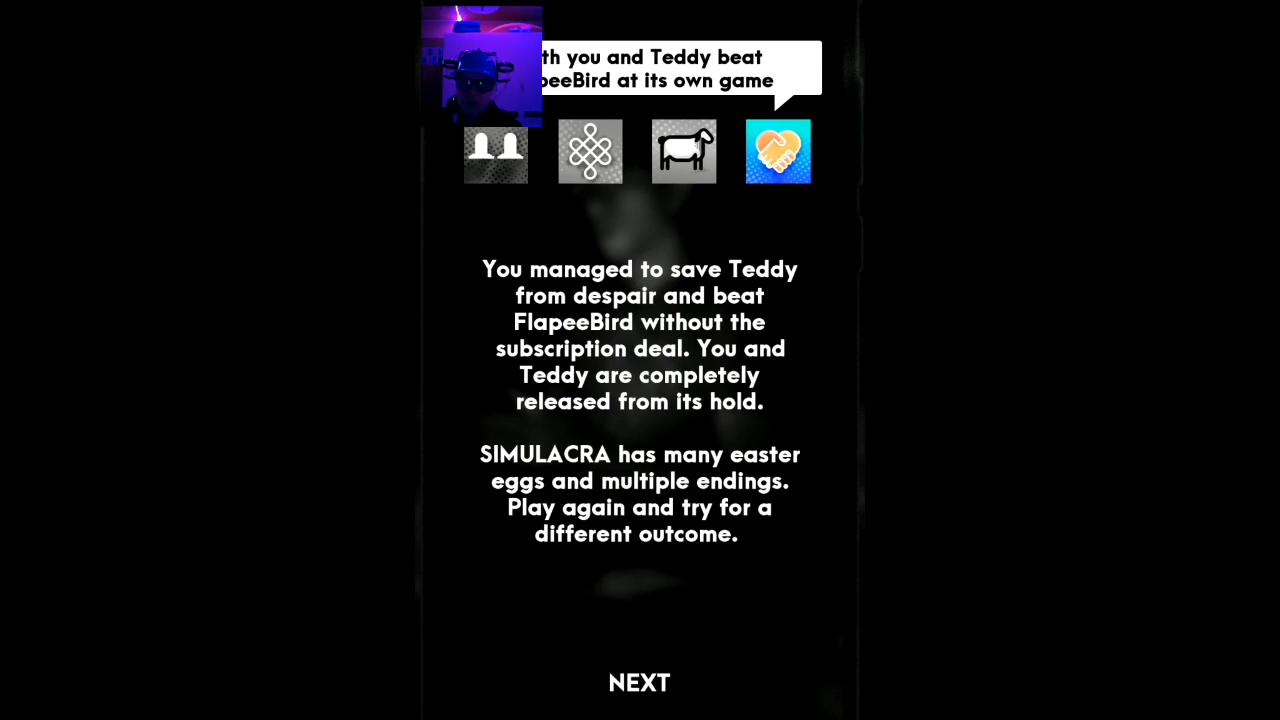 you and Teddy beat
at its own game
You managed to save Teddy
from despair and beat
FlapeeBird without the
subscription deal. You and
Teddy are completely
released from its hold.
SIMULACRA has many easter
eggs and multiple endings.
Play again and try for a
different outcome.
NEXT